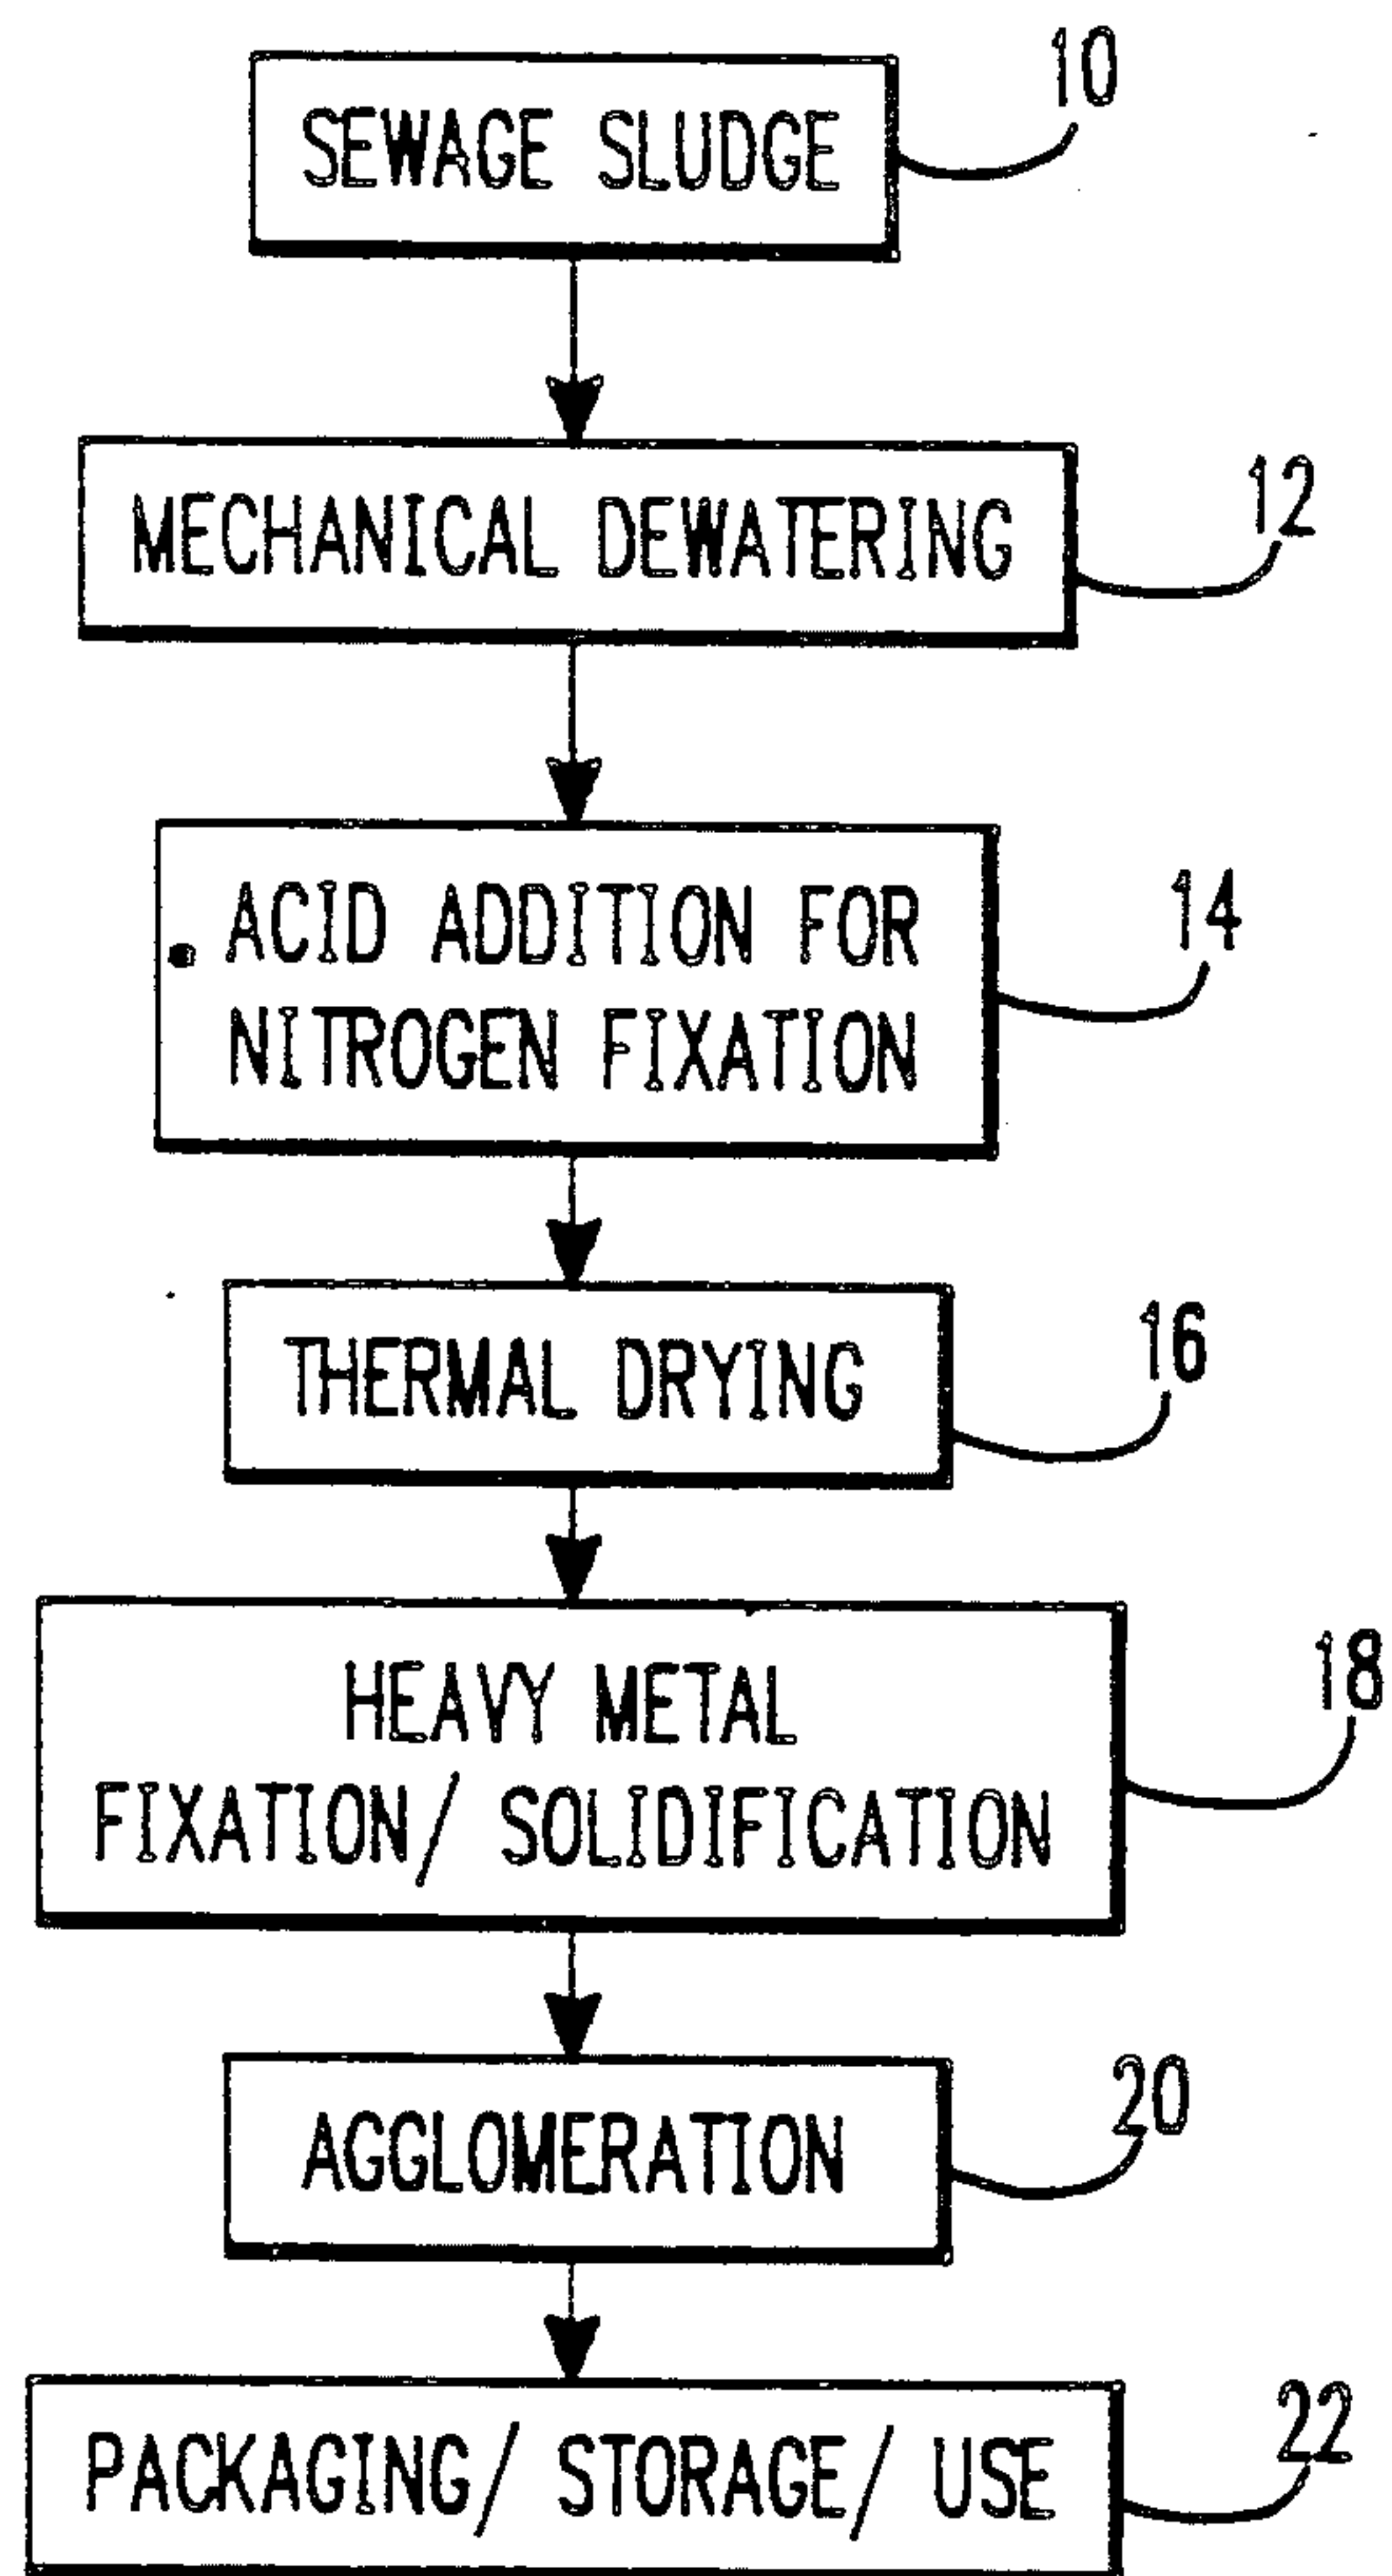 10
SEWAGE SLUDGE
12
MECHANICAL DEWATERING
14
ACID ADDITION FOR
NITROGEN FIXATION
16
THERMAL DRYING
18
HEAVY METAL
FIXATION/ SOLIDIFICATION
20
AGGLOMERATION
22
PACKAGING/ STORAGE/ USE